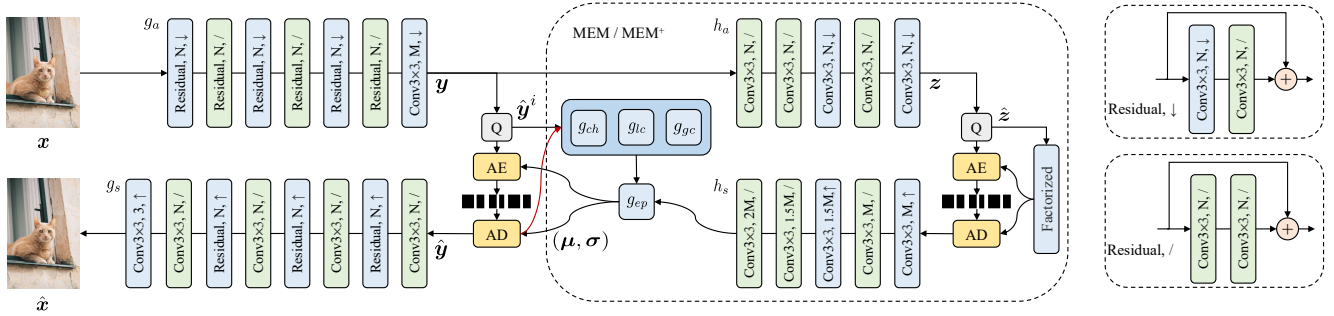 g_a
Residual, N, ↓
Residual, N, /
Residual, N, ↓
Residual, N, /
Residual, N, ↓
Residual, N, /
Conv3×3, M, ↓
y
x
MEM / MEM⁺
h_a
Conv3×3, N, /
Conv3×3, N, /
Conv3×3, N, ↓
Conv3×3, N, /
Conv3×3, N, ↓
z
ŷ^i
Q
AE
AD
g_ch
g_lc
g_gc
g_ep
(μ, σ)
ẑ
Q
AE
AD
Factorized
g_s
Conv3×3, 3, ↑
Conv3×3, N, /
Residual, N, ↑
Conv3×3, N, /
Residual, N, ↑
Conv3×3, N, /
Residual, N, ↑
Conv3×3, N, /
ŷ
x̂
h_s
Conv3×3, 2M, /
Conv3×3, 1.5M, /
Conv3×3, 1.5M,↑
Conv3×3, M, /
Conv3×3, M, ↑
Residual, ↓
Conv3×3, N, ↓
Conv3×3, N, /
+
Residual, /
Conv3×3, N, /
Conv3×3, N, /
+